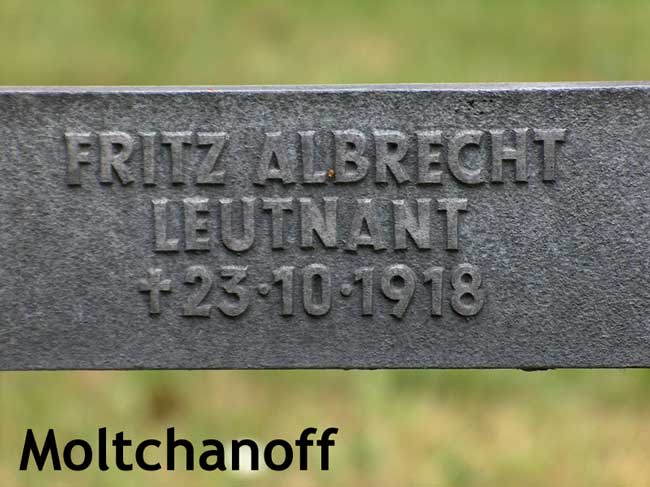 FRITZ ALBRECHT
LEUTNANT
✝23·10·1918
Moltchanoff